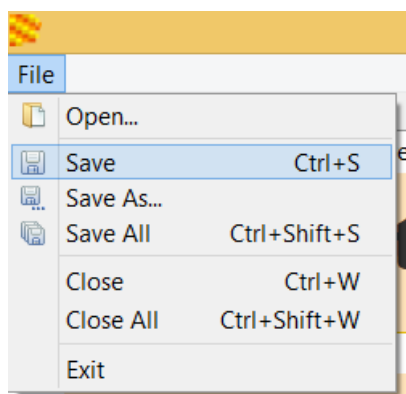 File
Open...
Save Ctrl+S
Save As...
Save All Ctrl+Shift+S
Close Ctrl+W
Close All Ctrl+Shift+W
Exit